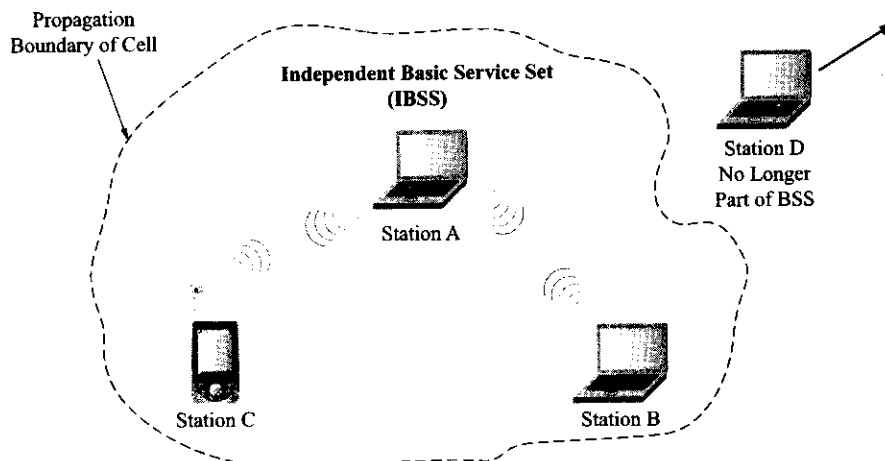 Propagation
Boundary of Cell
Independent Basic Service Set
(IBSS)
Station A
Station D
No Longer
Part of BSS
Station C
Station B